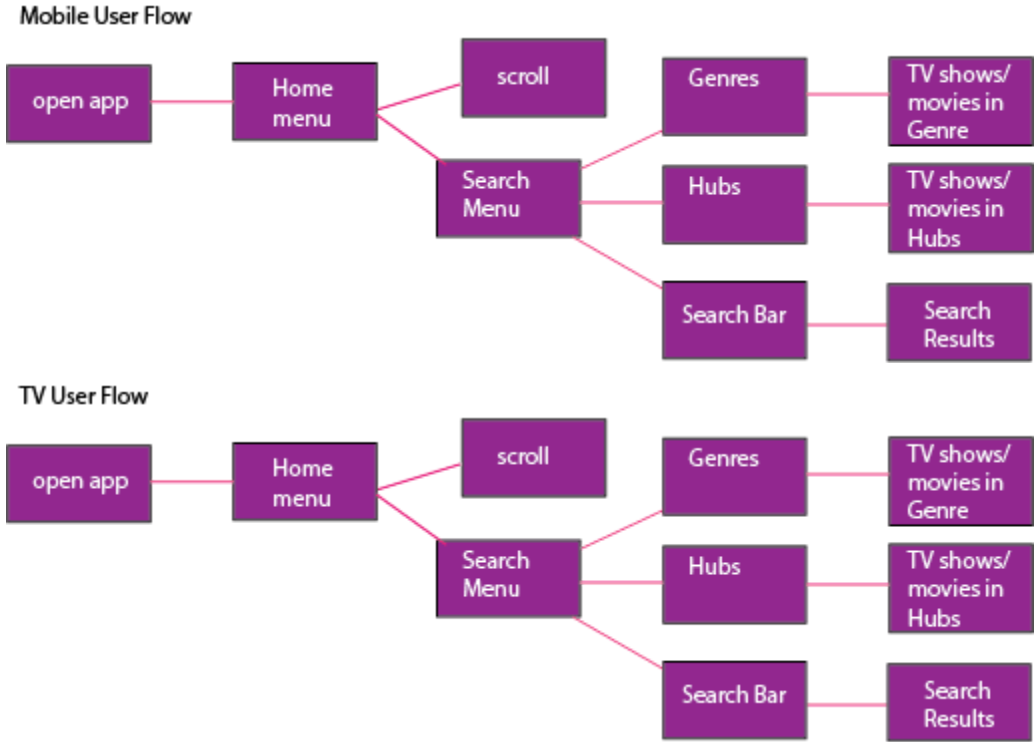 Mobile User Flow
open app
Home
menu
scroll
Search
Menu
Genres
TV shows/
movies in
Genre
Hubs
TV shows/
movies in
Hubs
Search Bar
Search
Results
TV User Flow
open app
Home
menu
scroll
Search
Menu
Genres
TV shows/
movies in
Genre
Hubs
TV shows/
movies in
Hubs
Search Bar
Search
Results